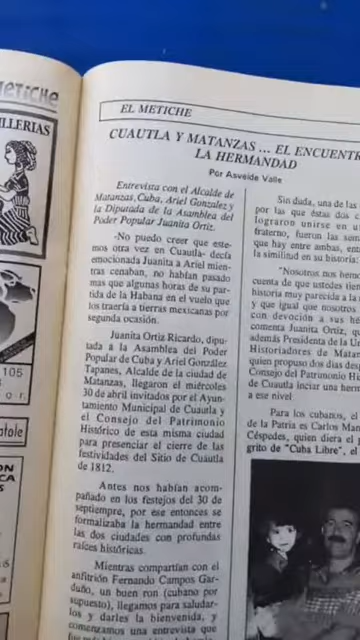 METICHE
ILLERIAS
105
o r.
atole
ON
EL METICHE
CUAUTLA Y MATANZAS ... EL ENCUENTR
LA HERMANDAD
Por Asveide Valle
Entrevista con el Alcalde de
Matanzas, Cuba, Ariel Gonzalez y
la Diputada de la Asamblea del
Poder Popular Juanita Ortiz.
-No puedo creer que este-
mos otra vez en Cuautla- decía
emocionada Juanita a Ariel mien-
tras cenaban, no habían pasado
mas que algunas horas de su par-
tida de la Habana en el vuelo que
los traería a tierras mexicanas por
segunda ocasión.
Juanita Ortiz Ricardo, dipu-
tada a la Asamblea del Poder
Popular de Cuba y Ariel González
Tapanes, Alcalde de la ciudad de
Matanzas, llegaron el miércoles
30 de abril invitados por el Ayun-
tamiento Municipal de Cuautla y
el Consejo del Patrimonio
Histórico de esta misma ciudad
para presenciar el cierre de las
festividades del Sitio de Cuautla
de 1812.
Antes nos habían acom-
pañado en los festejos del 30 de
septiembre, por ese entonces se
formalizaba la hermandad entre
las dos ciudades con profundas
raíces históricas.
Mientras compartían con el
anfitrión Fernando Campos Gar-
duño, un buen ron (cubano por
supuesto), llegamos para saludar-
los y darles la bienvenida, y
comenzamos una entrevista que
Sin duda, una de las
por las que éstas dos c
lograron unirse en u
fraterno, fueron las sem
que hay entre ambas, ent
la similiud en su historia:
"Nosotros nos hemo
cuenta de que ustedes tien
historia muy parecida a la
y que igual que nosotros
con devoción a sus hé
comenta Juanita Ortiz, q
además Presidenta de la Un
Historiadores de Matanz
quien propuso dos dias desp
Consejo del Patrimonio His
de Cuautla inciar una herm
a ese nivel
Para los cubanos, el
de la Patria es Carlos Man
Céspedes, quien diera el
grito de "Cuba Libre", el